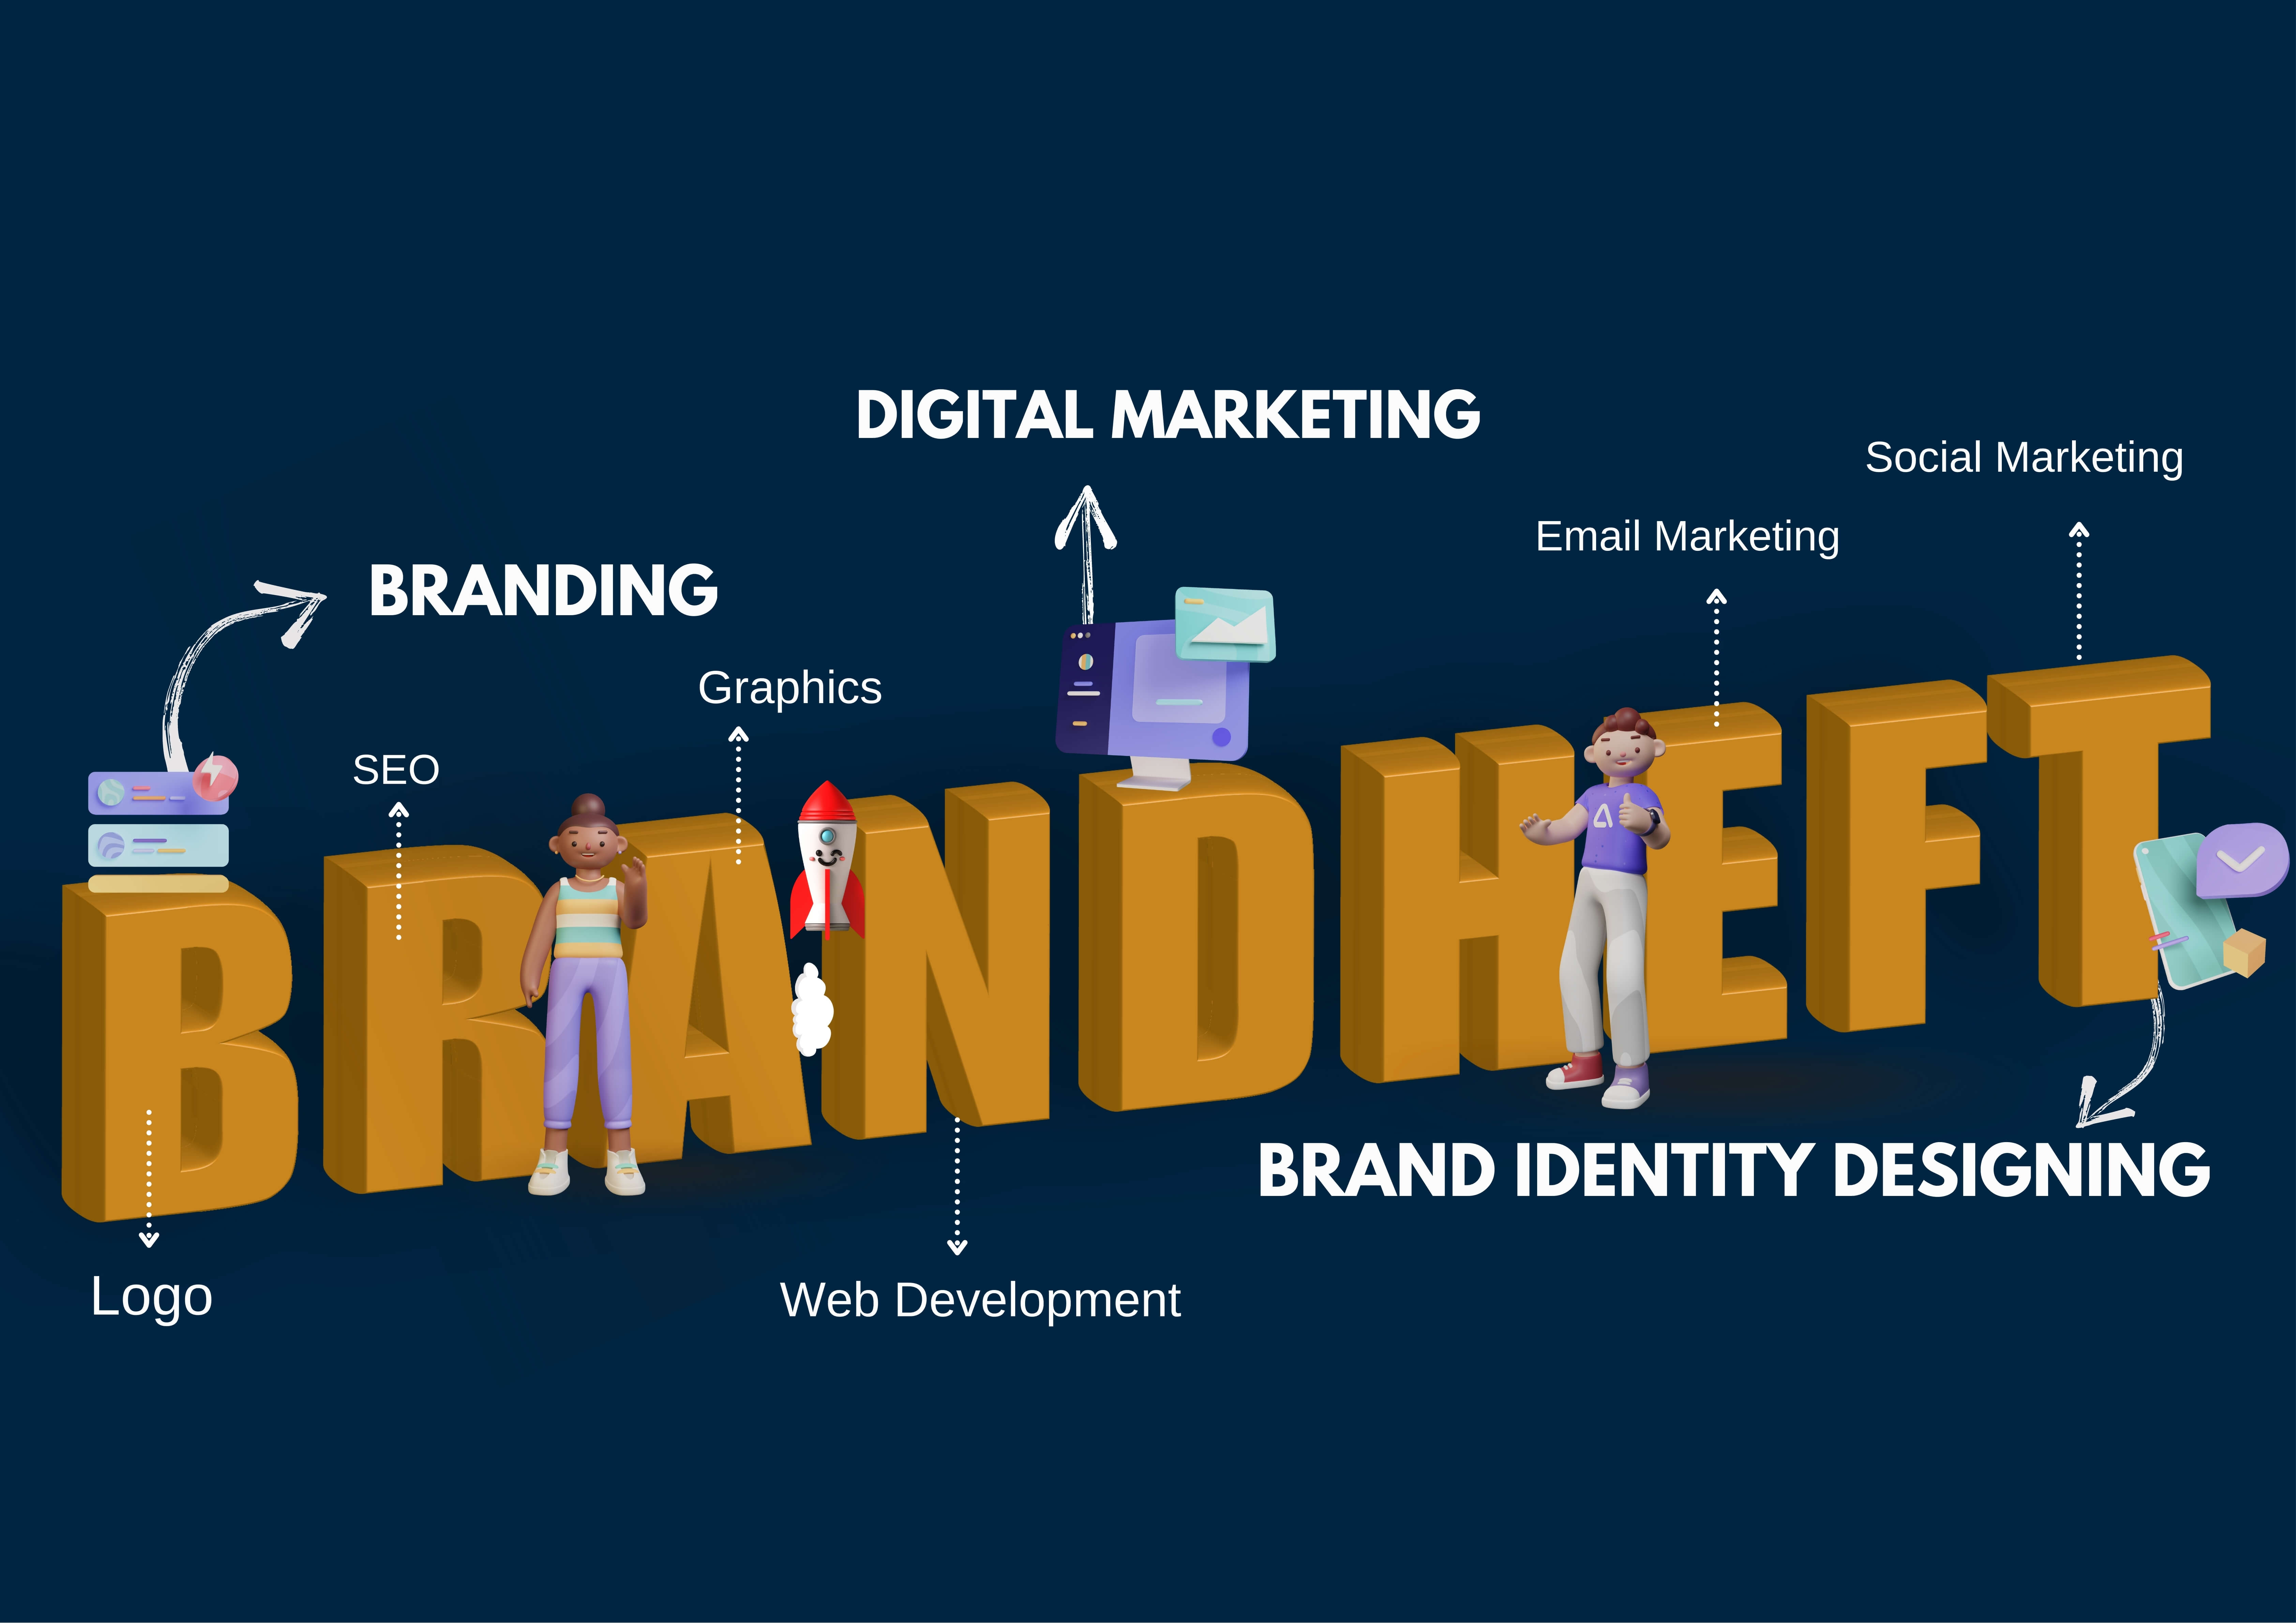 DIGITAL MARKETING
Social Marketing
Email Marketing
BRANDING
Graphics
SEO
BRANDHEFT
BRAND IDENTITY DESIGNING
Logo
Web Development